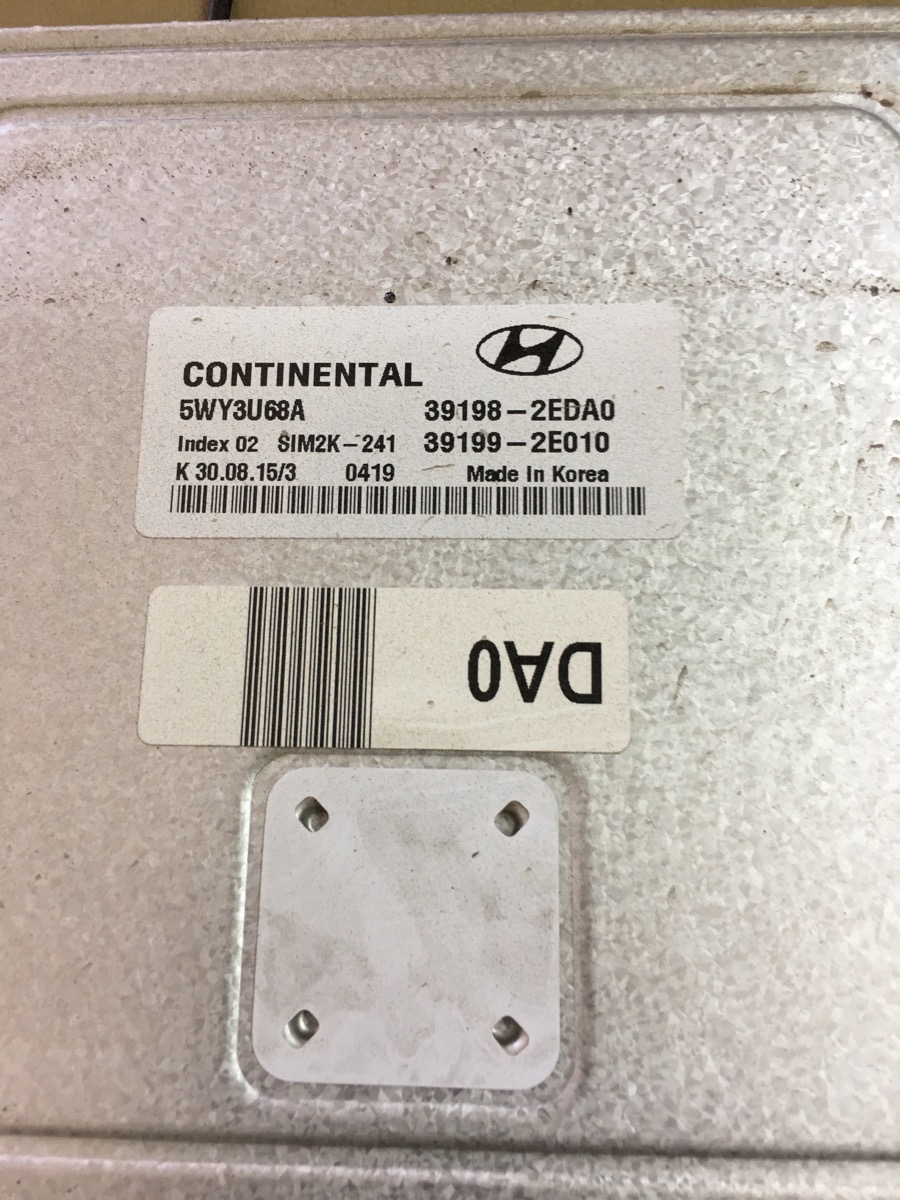 CONTINENTAL
5WY3U68A 39198-2EDA0
Index 02 SIM2K-241 39199-2E010
K 30.08.15/3 0419 Made In Korea
DA0